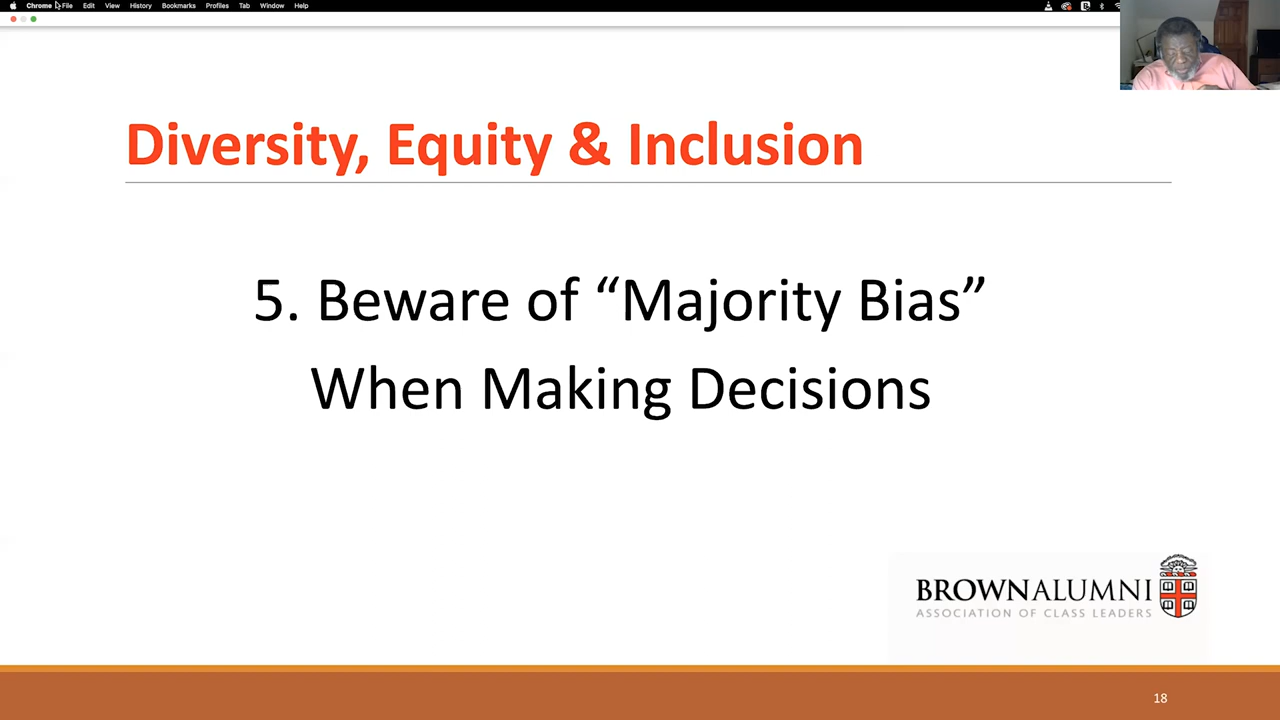 Chrome File Edit View History Bookmarks Profiles Tab Window Help
Diversity, Equity & Inclusion
5. Beware of “Majority Bias”
When Making Decisions
BROWNALUMNI
ASSOCIATION OF CLASS LEADERS
18